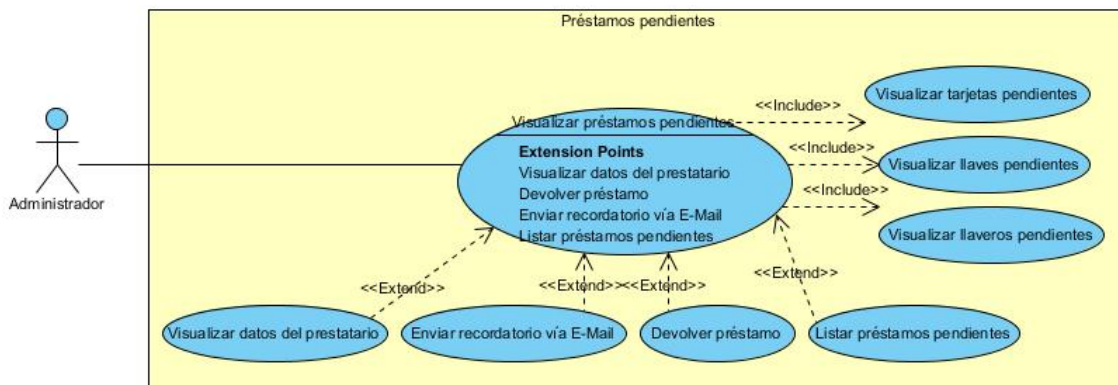 Préstamos pendientes
Visualizar tarjetas pendientes
<<Include>>
Visualizar préstamos pendientes
Extension Points
Visualizar datos del prestatario
Devolver préstamo
Enviar recordatorio vía E-Mail
Listar préstamos pendientes
<<Include>>
Visualizar llaves pendientes
<<Include>>
Visualizar llaveros pendientes
Administrador
<<Extend>>
<<Extend>>
<<Extend>>
<<Extend>>
Visualizar datos del prestatario
Enviar recordatorio vía E-Mail
Devolver préstamo
Listar préstamos pendientes